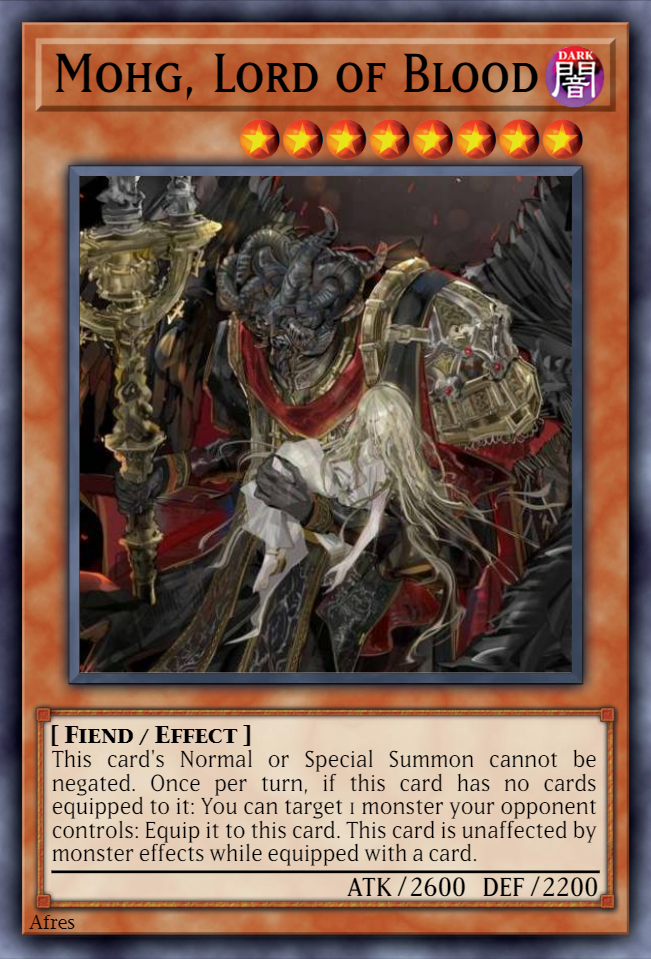 Mohg, Lord of Blood
DARK
闇
[ Fiend / Effect ]
This card's Normal or Special Summon cannot be
negated. Once per turn, if this card has no cards
equipped to it: You can target 1 monster your opponent
controls: Equip it to this card. This card is unaffected by
monster effects while equipped with a card.
ATK / 2600 DEF / 2200
Afres